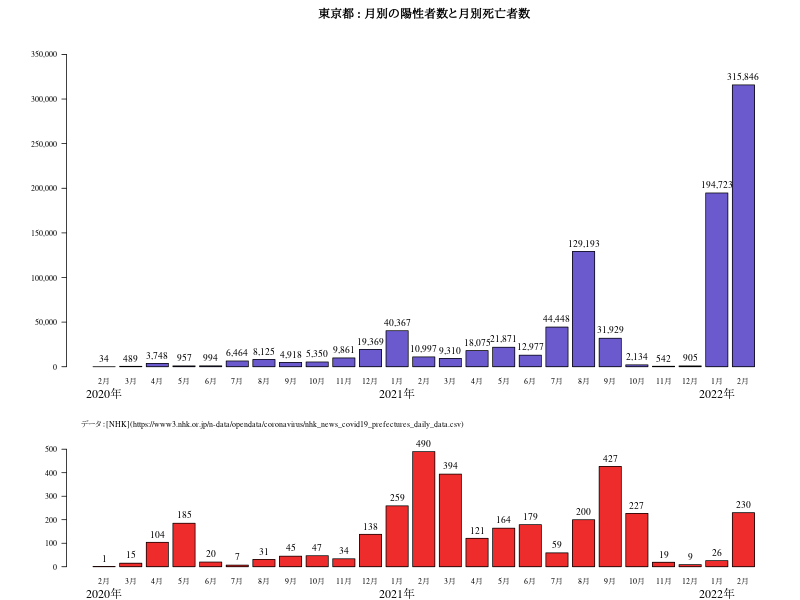 東京都 : 月別の陽性者数と月別死亡者数
350,000
300,000
250,000
200,000
150,000
100,000
50,000
0
34 489 3,748 957 994 6,464 8,125 4,918 5,350 9,861 19,369 40,367 10,997 9,310 18,075 21,871 12,977 44,448 129,193 31,929 2,134 542 905 194,723 315,846
2月 3月 4月 5月 6月 7月 8月 9月 10月 11月 12月 1月 2月 3月 4月 5月 6月 7月 8月 9月 10月 11月 12月 1月 2月
2020年 2021年 2022年
データ : [NHK](https://www3.nhk.or.jp/n-data/opendata/coronavirus/nhk_news_covid19_prefectures_daily_data.csv)
500
400
300
200
100
0
1 15 104 185 20 7 31 45 47 34 138 259 490 394 121 164 179 59 200 427 227 19 9 26 230
2月 3月 4月 5月 6月 7月 8月 9月 10月 11月 12月 1月 2月 3月 4月 5月 6月 7月 8月 9月 10月 11月 12月 1月 2月
2020年 2021年 2022年